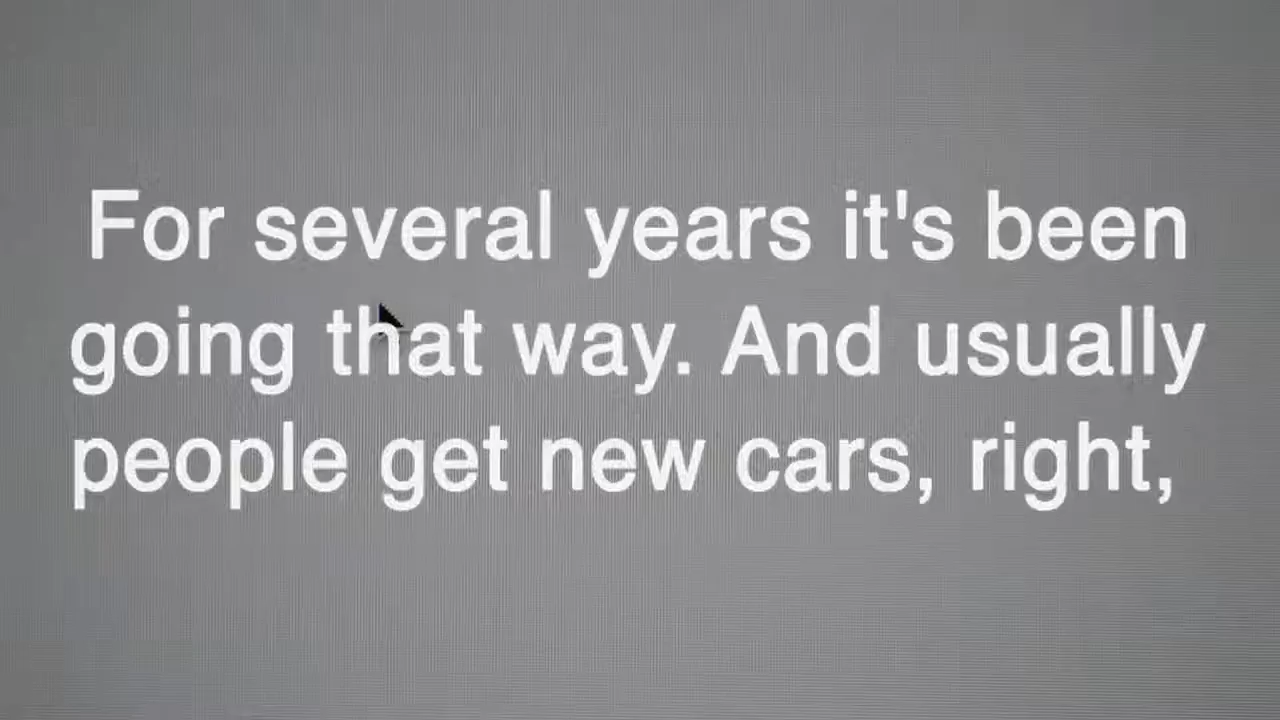 For several years it's been
going that way. And usually
people get new cars, right,